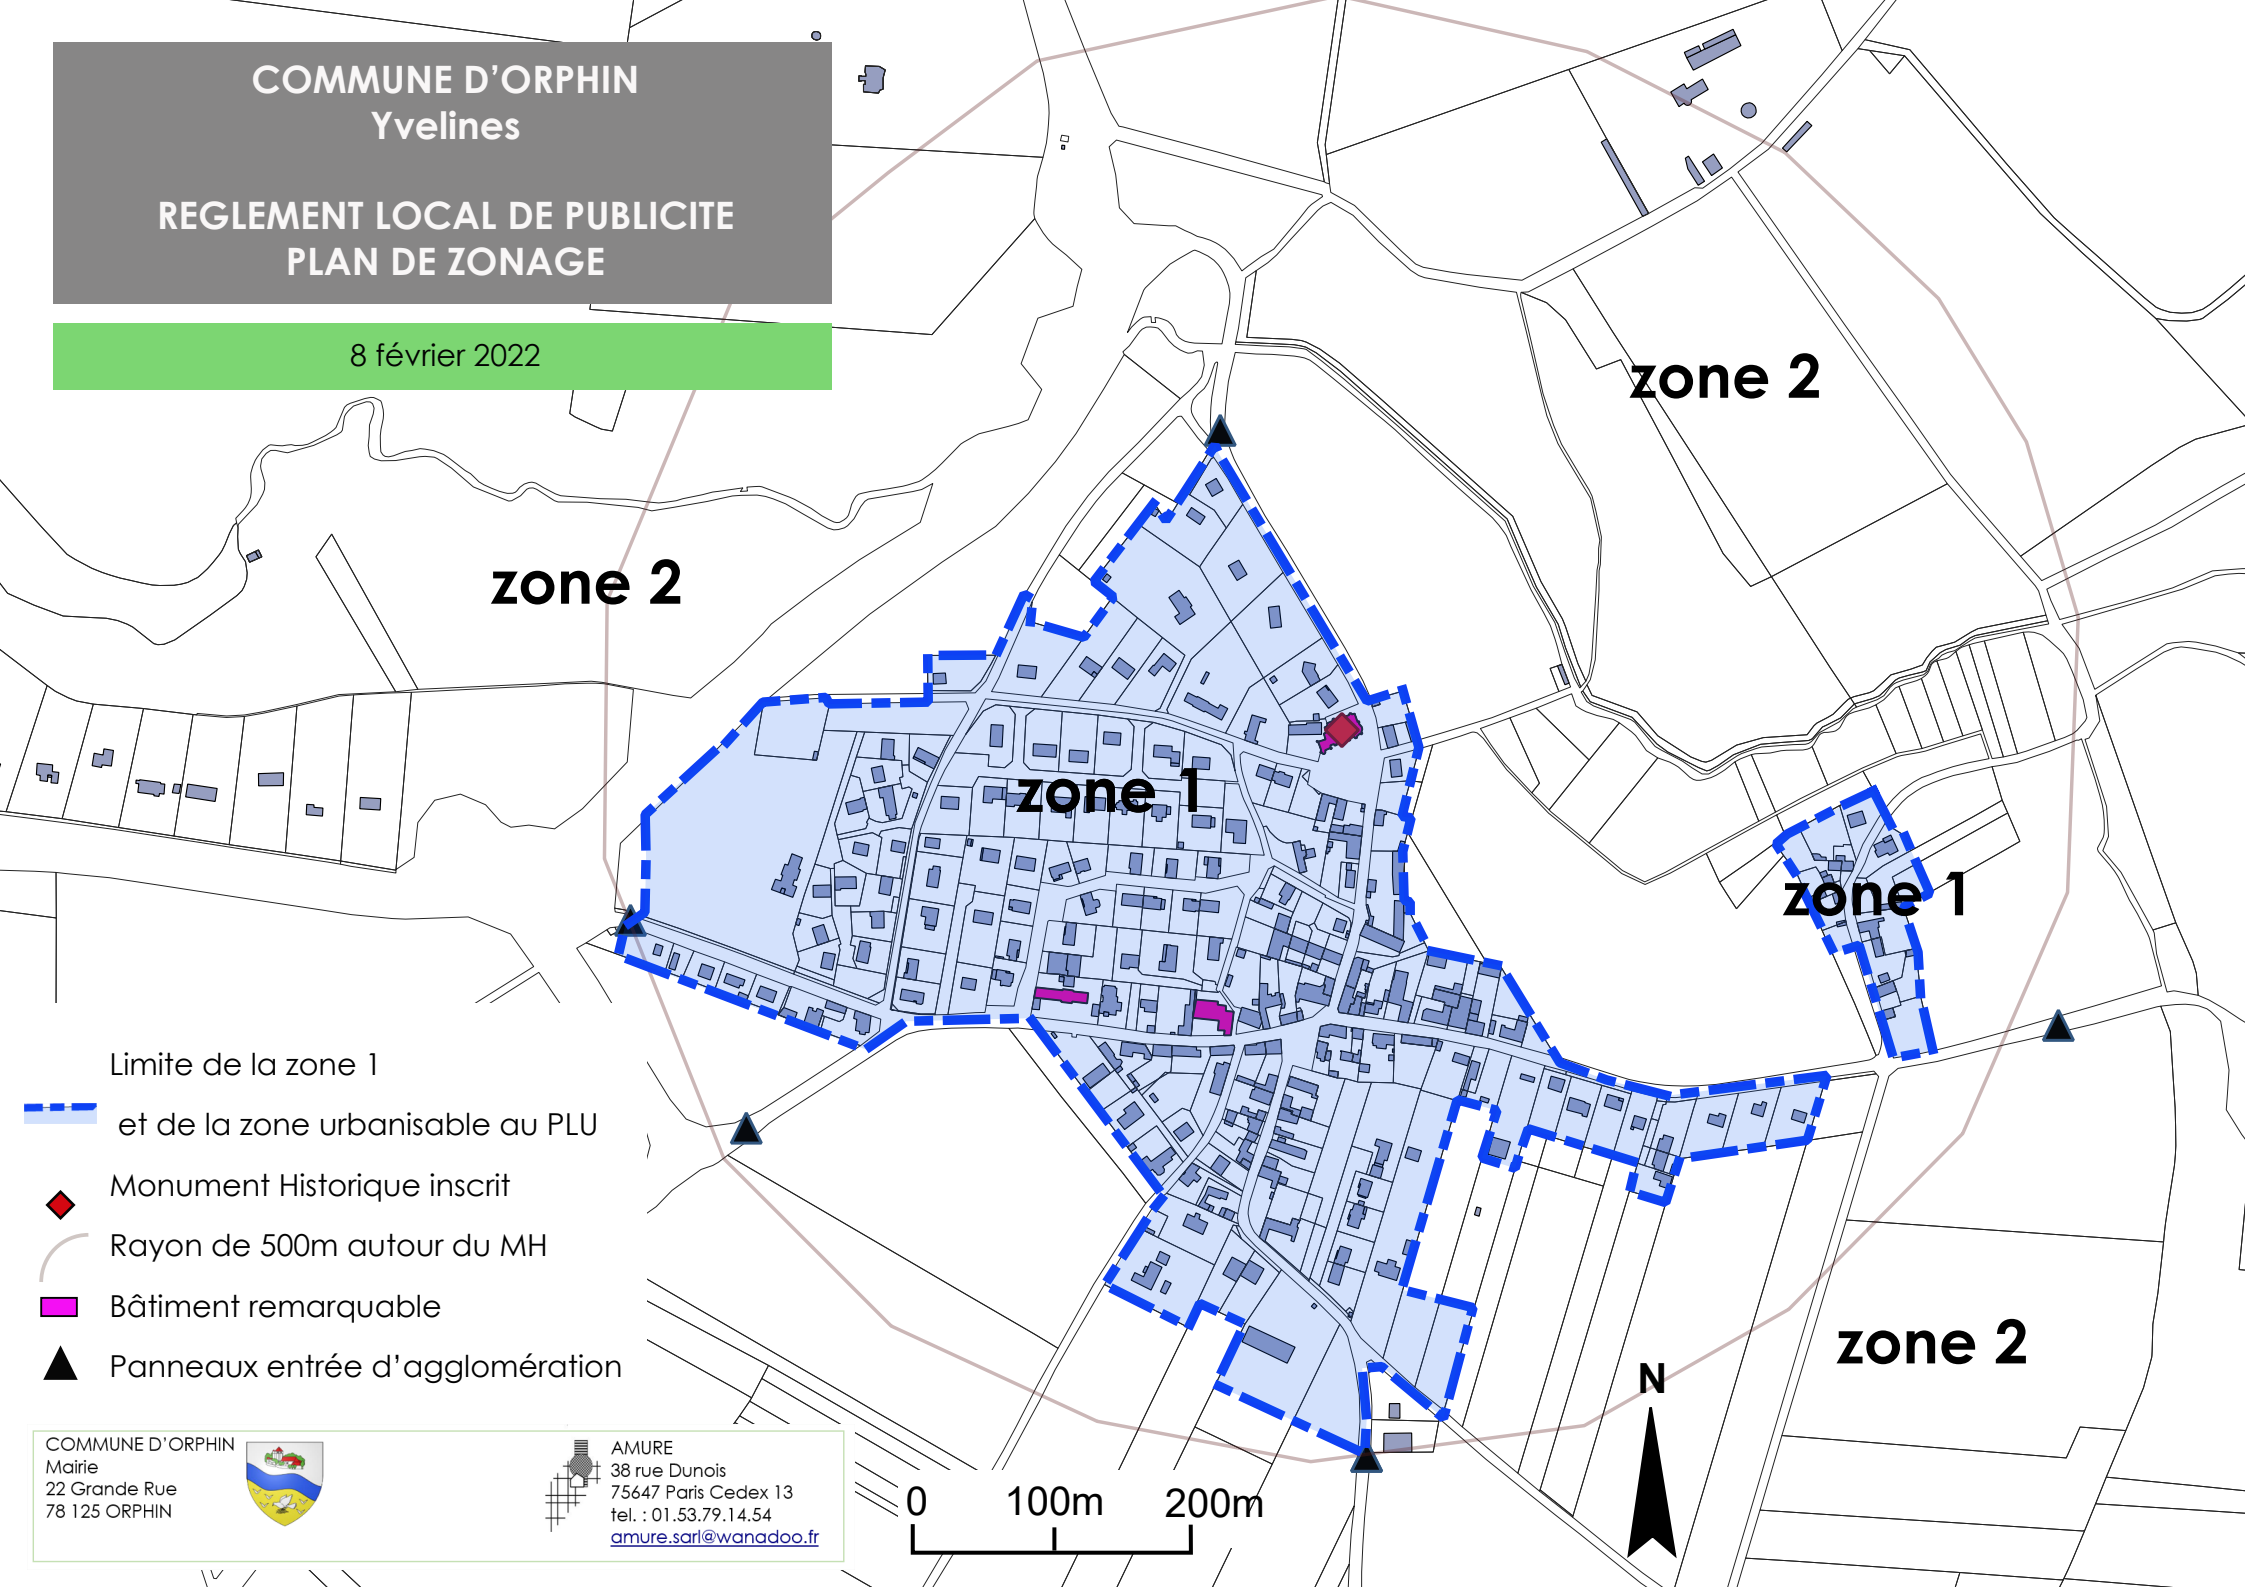 COMMUNE D’ORPHIN
Yvelines
REGLEMENT LOCAL DE PUBLICITE
PLAN DE ZONAGE
8 février 2022
zone 2
zone 2
zone 1
zone 1
zone 2
Limite de la zone 1
et de la zone urbanisable au PLU
Monument Historique inscrit
Rayon de 500m autour du MH
Bâtiment remarquable
Panneaux entrée d’agglomération
COMMUNE D’ORPHIN
Mairie
22 Grande Rue
78 125 ORPHIN
AMURE
38 rue Dunois
75647 Paris Cedex 13
tel. : 01.53.79.14.54
amure.sarl@wanadoo.fr
0 100m 200m
N